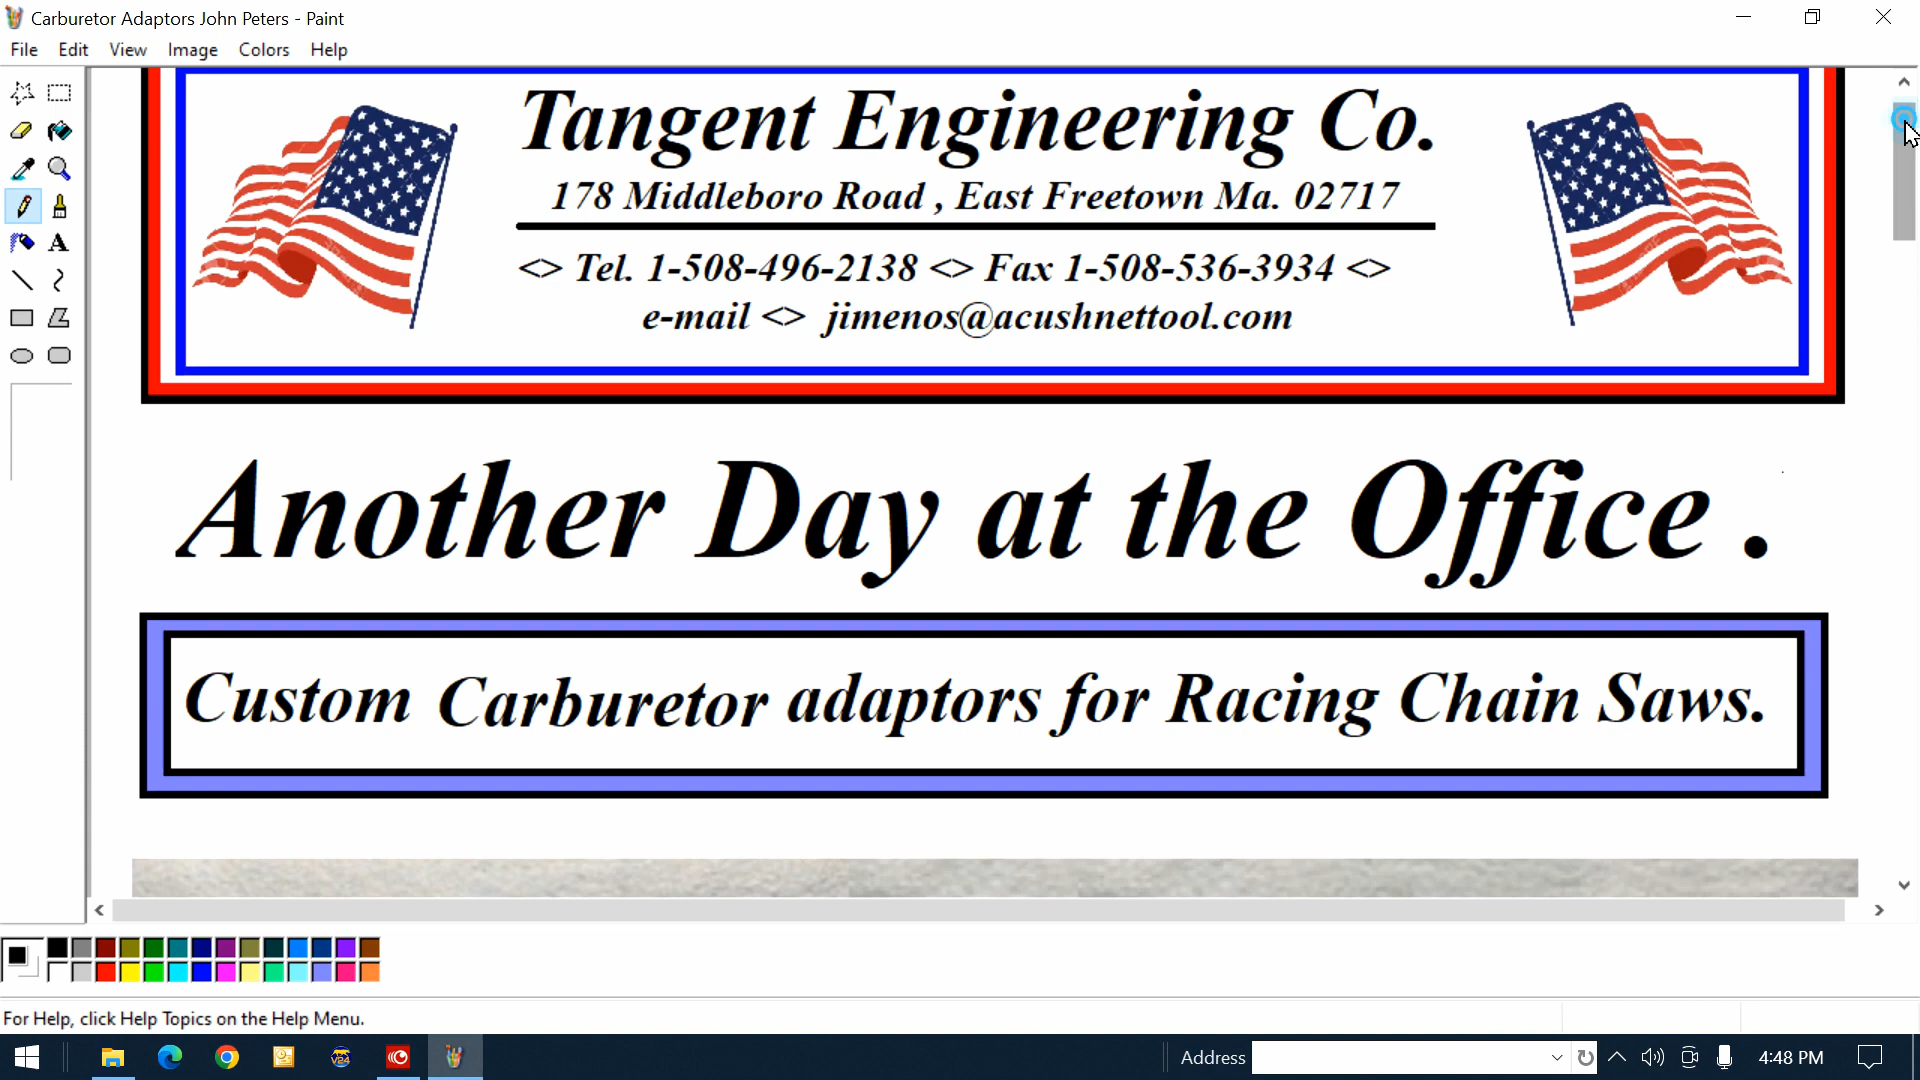 Carburetor Adaptors John Peters - Paint
File Edit View Image Colors Help
Tangent Engineering Co.
178 Middleboro Road , East Freetown Ma. 02717
<> Tel. 1-508-496-2138 <> Fax 1-508-536-3934 <>
e-mail <> jimenos@acushnettool.com
Another Day at the Office .
Custom Carburetor adaptors for Racing Chain Saws.
For Help, click Help Topics on the Help Menu.
V24
Address
4:48 PM